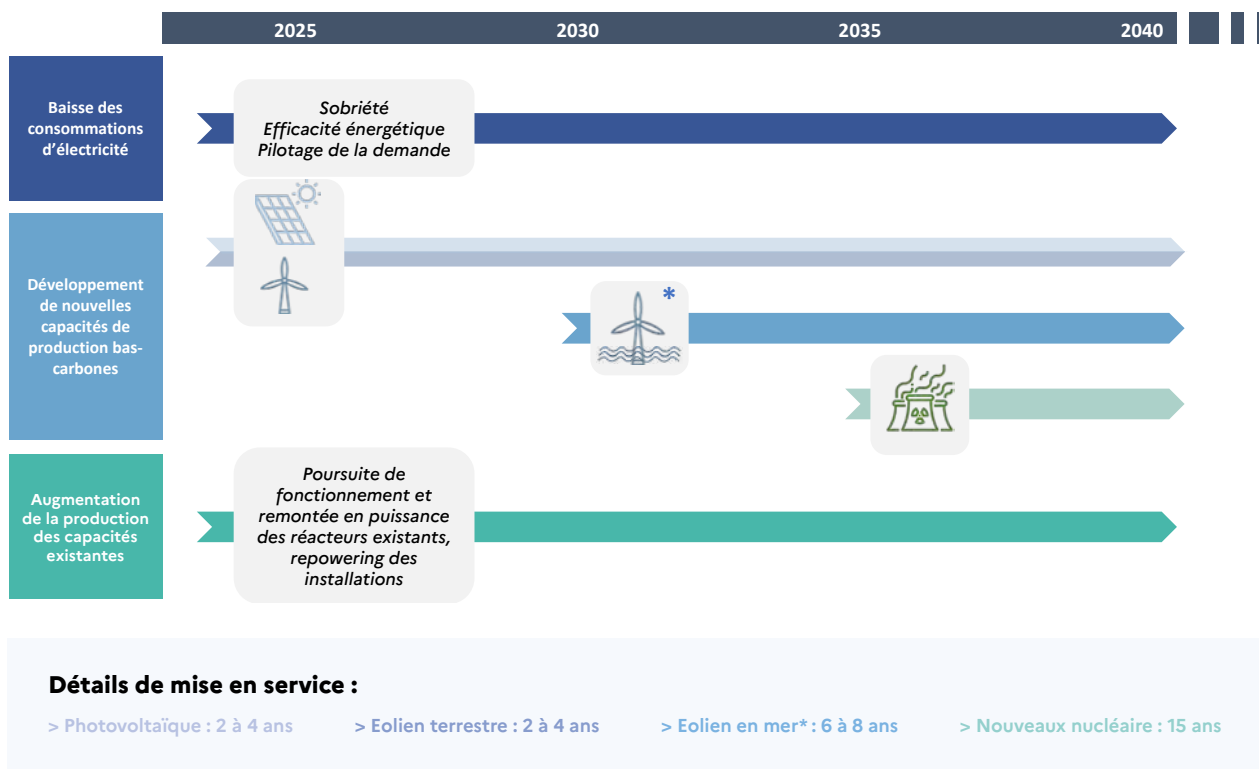 2025
2030
2035
2040
Baisse des
consommations
d'électricité
Sobriété
Efficacité énergétique
Pilotage de la demande
Développement
de nouvelles
capacités de
production bas-
carbones
*
Augmentation
de la production
des capacités
existantes
Poursuite de
fonctionnement et
remontée en puissance
des réacteurs existants,
repowering des
installations
Détails de mise en service :
> Photovoltaïque : 2 à 4 ans
> Eolien terrestre : 2 à 4 ans
> Eolien en mer* : 6 à 8 ans
> Nouveaux nucléaire : 15 ans